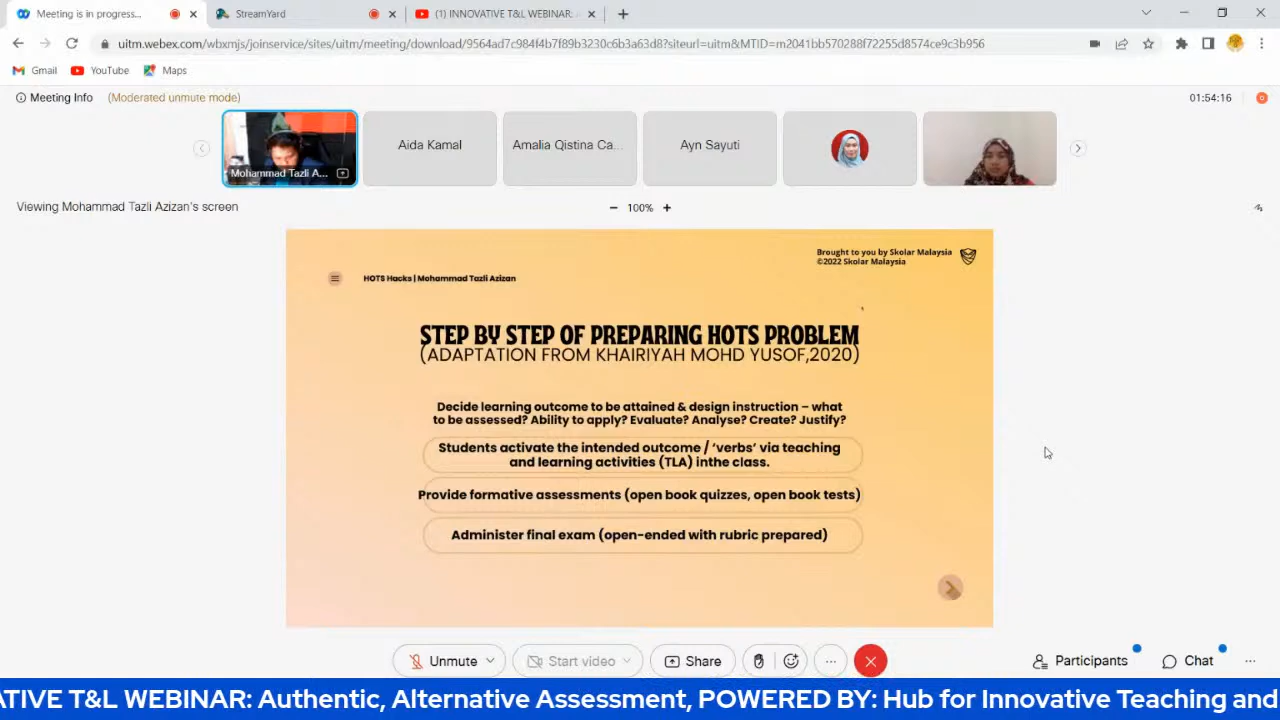 Meeting is in progress...
StreamYard
(1) INNOVATIVE T&L WEBINAR:
uitm.webex.com/wbxmjs/joinservice/sites/uitm/meeting/download/9564ad7c984f4b7f89b3230c6b3a63d8?siteurl=uitm&MTID=m2041bb570288f72255d8574ce9c3b956
Gmail
YouTube
Maps
Meeting Info
(Moderated unmute mode)
01:54:16
Mohammad Tazli A...
Aida Kamal
Amalia Qistina Ca...
Ayn Sayuti
Viewing Mohammad Tazli Azizan's screen
− 100% +
Brought to you by Skolar Malaysia
©2022 Skolar Malaysia
HOTS Hacks | Mohammad Tazli Azizan
STEP BY STEP OF PREPARING HOTS PROBLEM
(ADAPTATION FROM KHAIRIYAH MOHD YUSOF,2020)
Decide learning outcome to be attained & design instruction – what
to be assessed? Ability to apply? Evaluate? Analyse? Create? Justify?
Students activate the intended outcome / ‘verbs’ via teaching
and learning activities (TLA) inthe class.
Provide formative assessments (open book quizzes, open book tests)
Administer final exam (open-ended with rubric prepared)
Unmute
Start video
Share
Participants
Chat
ATIVE T&L WEBINAR: Authentic, Alternative Assessment, POWERED BY: Hub for Innovative Teaching and